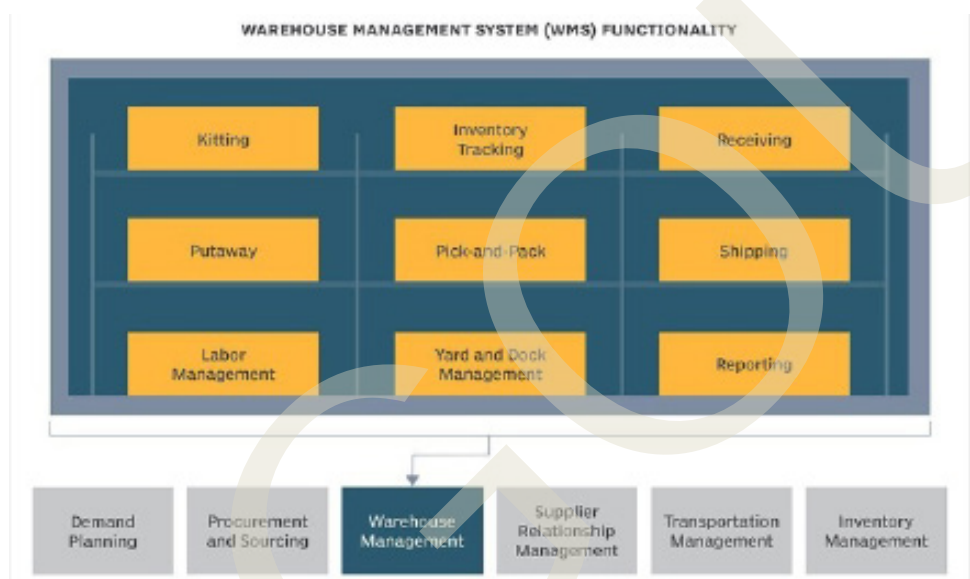 WAREHOUSE MANAGEMENT SYSTEM (WMS) FUNCTIONALITY
Kitting
Inventory
Tracking
Receiving
Putaway
Pick-and-Pack
Shipping
Labor
Management
Yard and Dock
Management
Reporting
Demand
Planning
Procurement
and Sourcing
Warehouse
Management
Supplier
Relationship
Management
Transportation
Management
Inventory
Management